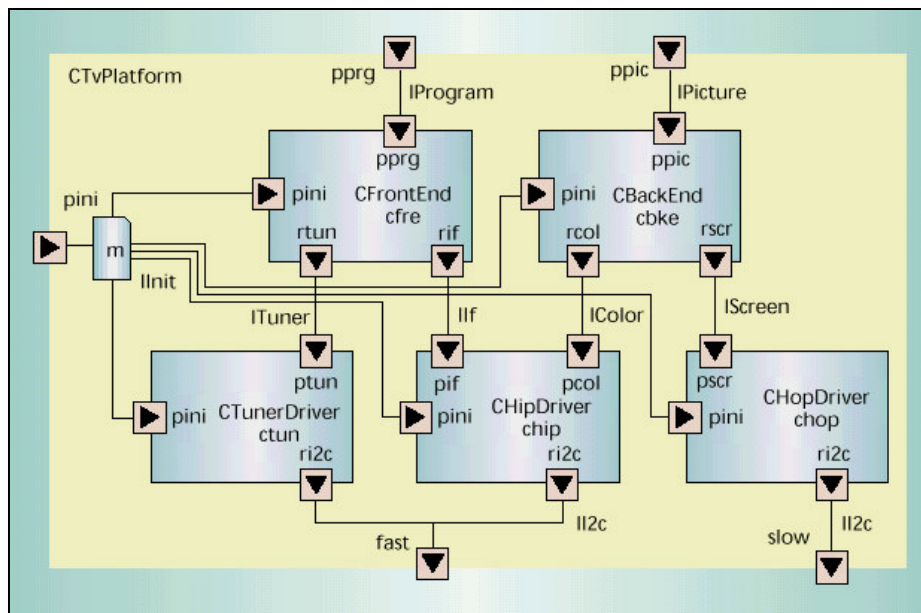 CTvPlatform
pprg
IProgram
ppic
IPicture
pprg
pini
CFrontEnd
cfre
rtun
rif
ppic
pini
CBackEnd
cbke
rcol
rscr
pini
m
IInit
ITuner
IIf
IColor
IScreen
ptun
pini
CTunerDriver
ctun
ri2c
pif
pcol
pini
CHipDriver
chip
ri2c
pscr
pini
CHopDriver
chop
ri2c
fast
II2c
slow
II2c